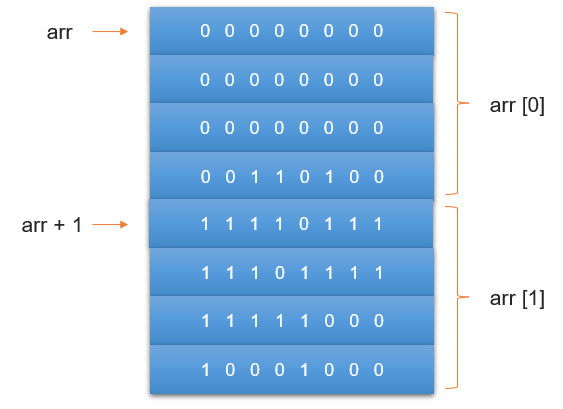 arr
0 0 0 0 0 0 0 0
0 0 0 0 0 0 0 0
arr [0]
0 0 0 0 0 0 0 0
0 0 1 1 0 1 0 0
arr + 1
1 1 1 1 0 1 1 1
1 1 1 0 1 1 1 1
arr [1]
1 1 1 1 1 0 0 0
1 0 0 0 1 0 0 0